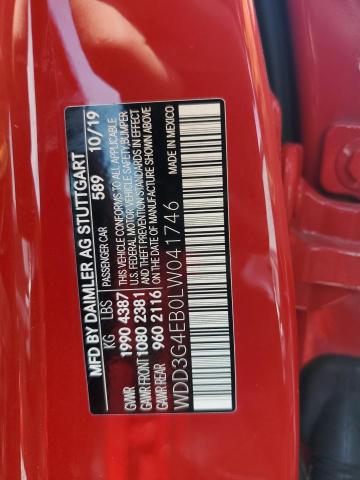 MFD BY DAIMLER AG STUTTGART
PASSENGER CAR 589 10/19
KG LBS
GVWR 1990 4387
GAWR FRONT 1080 2381
GAWR REAR 960 2116
THIS VEHICLE CONFORMS TO ALL APPLICABLE
U.S. FEDERAL MOTOR VEHICLE SAFETY, BUMPER
AND THEFT PREVENTION STANDARDS IN EFFECT
ON THE DATE OF MANUFACTURE SHOWN ABOVE
WDD3G4EB0LW041746
MADE IN MEXICO